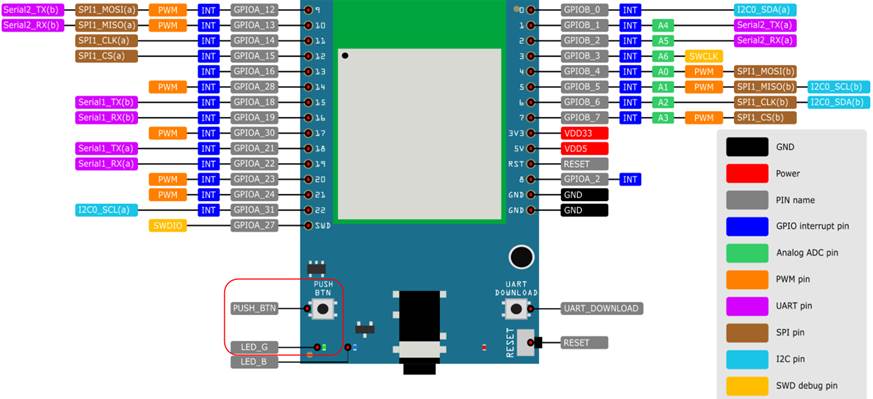 Serial2_TX(b) SPI1_MOSI(a) PWM INT GPIOA_12 9
Serial2_RX(b) SPI1_MISO(a) PWM INT GPIOA_13 10
SPI1_CLK(a) INT GPIOA_14 11
SPI1_CS(a) INT GPIOA_15 12
INT GPIOA_16 13
PWM INT GPIOA_28 14
Serial1_TX(b) INT GPIOA_18 15
Serial1_RX(b) INT GPIOA_19 16
PWM INT GPIOA_30 17
Serial1_TX(a) INT GPIOA_21 18
Serial1_RX(a) INT GPIOA_22 19
PWM INT GPIOA_23 20
PWM INT GPIOA_24 21
I2C0_SCL(a) INT GPIOA_31 22
SWDIO GPIOA_27 SWD
0 GPIOB_0 INT I2C0_SDA(a)
1 GPIOB_1 INT A4 Serial2_TX(a)
2 GPIOB_2 INT A5 Serial2_RX(a)
3 GPIOB_3 INT A6 SWCLK
4 GPIOB_4 INT A0 PWM SPI1_MOSI(b)
5 GPIOB_5 INT A1 PWM SPI1_MISO(b) I2C0_SCL(b)
6 GPIOB_6 INT A2 SPI1_CLK(b) I2C0_SDA(b)
7 GPIOB_7 INT A3 PWM SPI1_CS(b)
3V3 VDD33
5V VDD5
RST RESET
8 GPIOA_2 INT
GND GND
GND GND
PUSH
BTN
PUSH_BTN
LED_G
LED_B
UART
DOWNLOAD
UART_DOWNLOAD
RESET
RESET
GND
Power
PIN name
GPIO interrupt pin
Analog ADC pin
PWM pin
UART pin
SPI pin
I2C pin
SWD debug pin